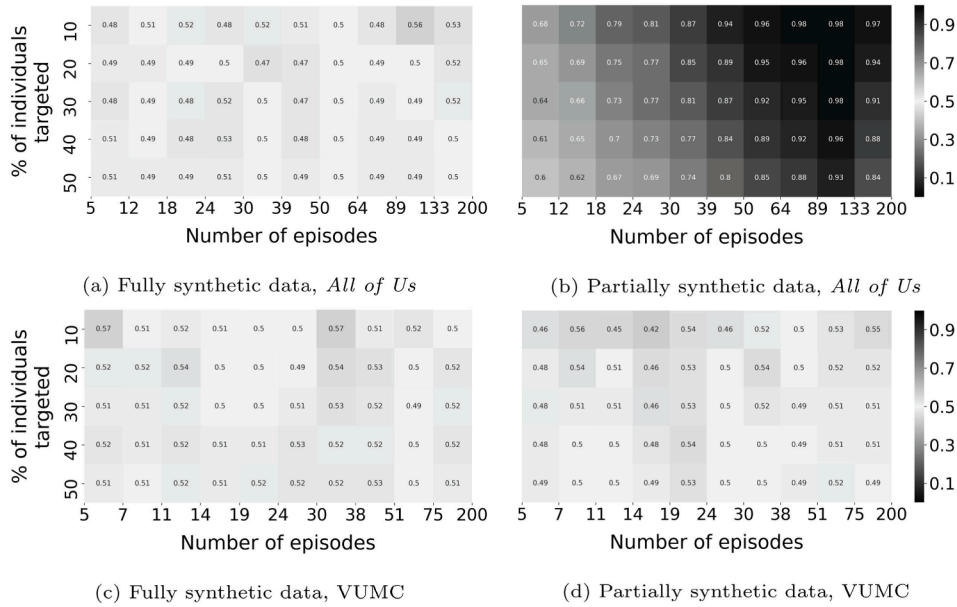 % of individuals
targeted
10 0.48 0.51 0.52 0.48 0.52 0.51 0.5 0.48 0.56 0.53
20 0.49 0.49 0.49 0.5 0.47 0.47 0.5 0.49 0.5 0.52
30 0.48 0.49 0.48 0.52 0.5 0.47 0.5 0.49 0.49 0.52
40 0.51 0.49 0.48 0.53 0.5 0.48 0.5 0.49 0.49 0.5
50 0.51 0.49 0.49 0.51 0.5 0.49 0.5 0.49 0.49 0.5
5 12 18 24 30 39 50 64 89 133 200
Number of episodes
(a) Fully synthetic data, All of Us
0.68 0.72 0.79 0.81 0.87 0.94 0.96 0.98 0.98 0.97
0.65 0.69 0.75 0.77 0.85 0.89 0.95 0.96 0.98 0.94
0.64 0.66 0.73 0.77 0.81 0.87 0.92 0.95 0.98 0.91
0.61 0.65 0.7 0.73 0.77 0.84 0.89 0.92 0.96 0.88
0.6 0.62 0.67 0.69 0.74 0.8 0.85 0.88 0.93 0.84
5 12 18 24 30 39 50 64 89 133 200
Number of episodes
0.9
0.7
0.5
0.3
0.1
(b) Partially synthetic data, All of Us
% of individuals
targeted
10 0.57 0.51 0.52 0.51 0.5 0.5 0.57 0.51 0.52 0.5
20 0.52 0.52 0.54 0.5 0.5 0.49 0.54 0.53 0.5 0.52
30 0.51 0.51 0.52 0.5 0.5 0.51 0.53 0.52 0.49 0.52
40 0.52 0.51 0.52 0.51 0.51 0.53 0.52 0.52 0.5 0.52
50 0.51 0.5 0.52 0.51 0.52 0.51 0.52 0.53 0.5 0.51
5 7 11 14 19 24 30 38 51 75 200
Number of episodes
(c) Fully synthetic data, VUMC
0.46 0.56 0.45 0.42 0.54 0.46 0.52 0.5 0.53 0.55
0.48 0.54 0.51 0.46 0.53 0.5 0.54 0.5 0.52 0.52
0.48 0.51 0.51 0.46 0.53 0.5 0.52 0.49 0.51 0.51
0.48 0.5 0.5 0.48 0.54 0.5 0.5 0.49 0.51 0.51
0.49 0.5 0.5 0.49 0.53 0.5 0.5 0.49 0.52 0.49
5 7 11 14 19 24 30 38 51 75 200
Number of episodes
0.9
0.7
0.5
0.3
0.1
(d) Partially synthetic data, VUMC